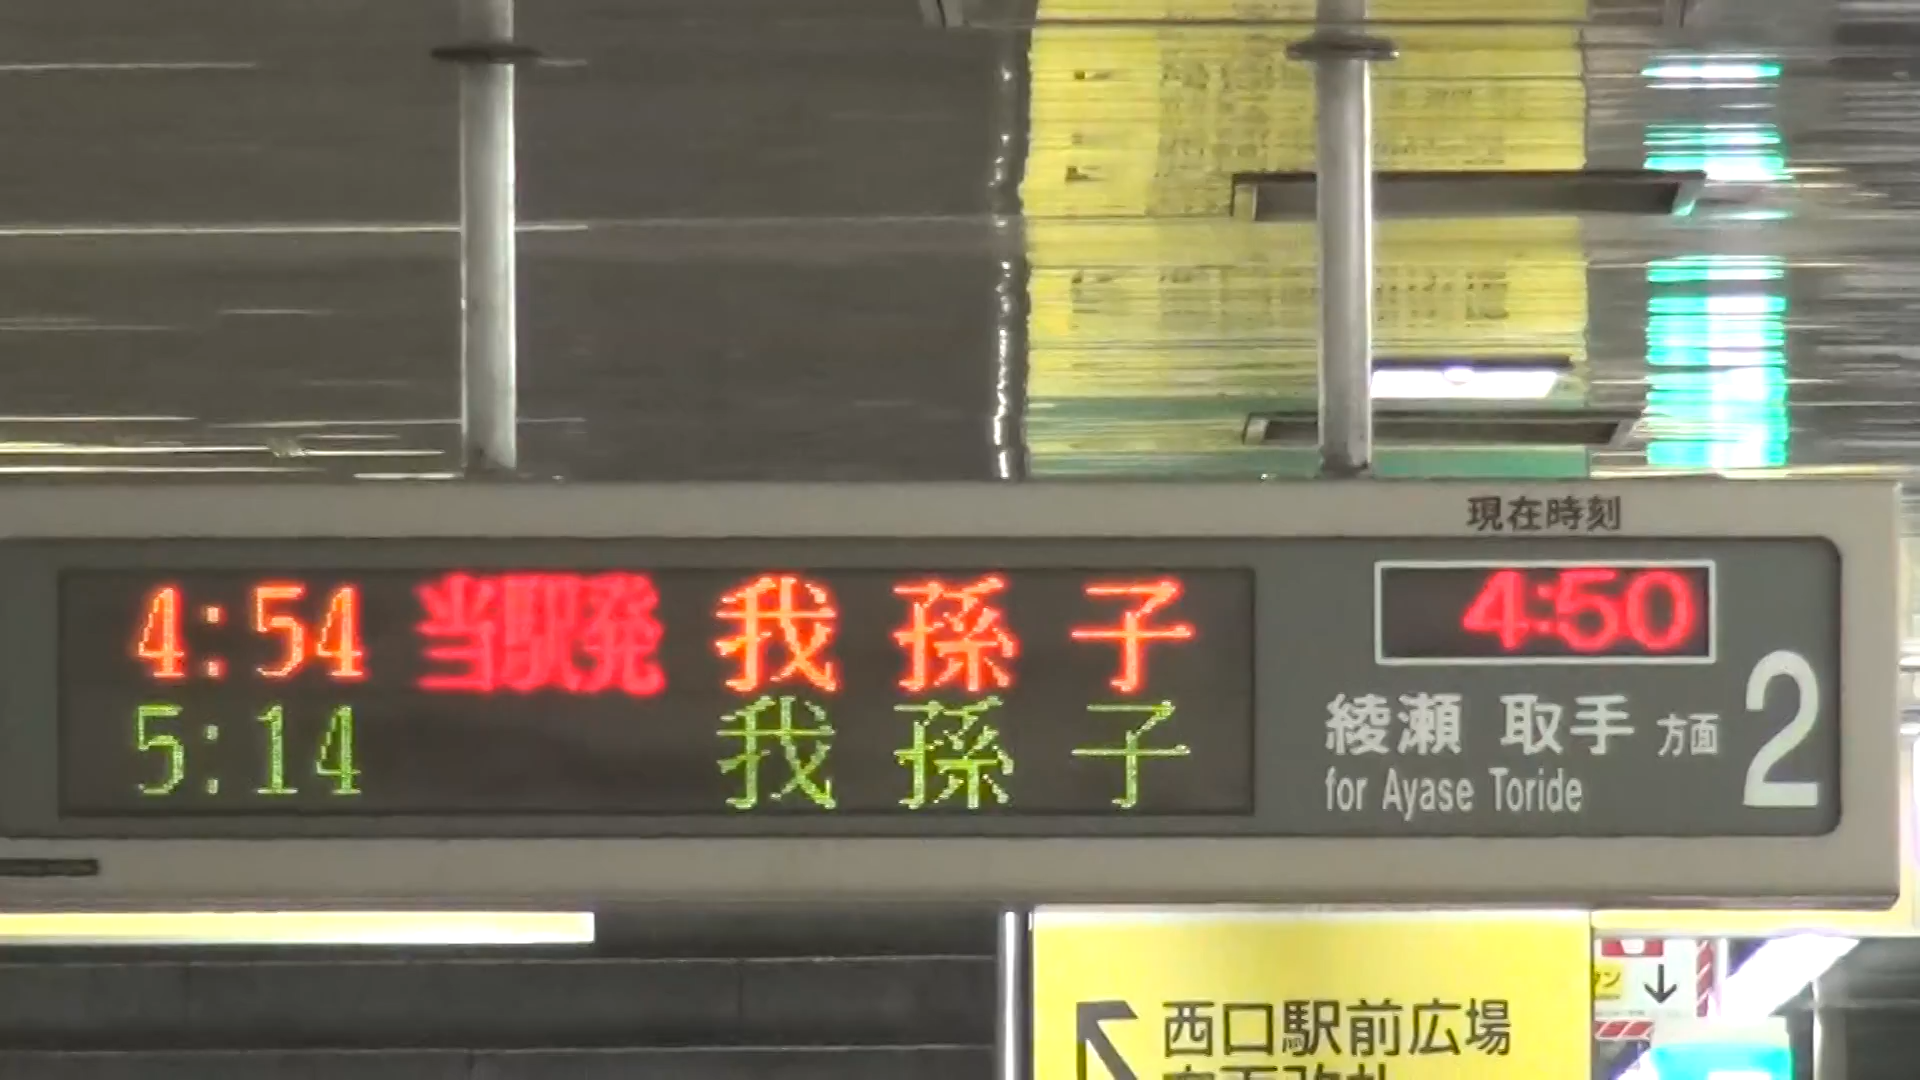 現在時刻
4:54 当駅発 我孫子
4:50
5:14 我孫子
綾瀬 取手 方面
for Ayase Toride
2
西口駅前広場